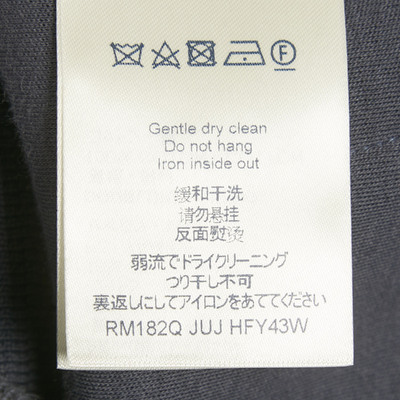 F
Gentle dry clean
Do not hang
Iron inside out
缓和干洗
请勿悬挂
反面熨烫
弱流でドライクリーニング
つり干し不可
裏返しにしてアイロンをあててください
RM182Q JUJ HFY43W